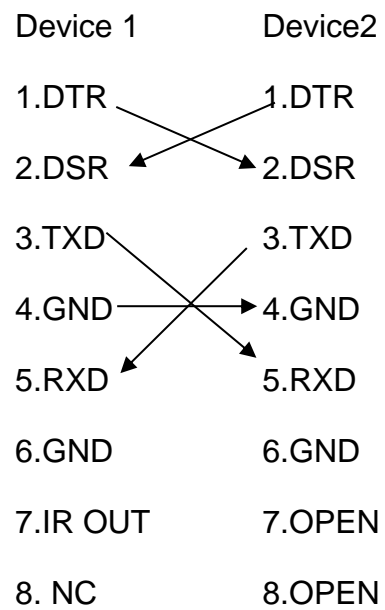 Device 1 Device2
1.DTR 1.DTR
2.DSR 2.DSR
3.TXD 3.TXD
4.GND 4.GND
5.RXD 5.RXD
6.GND 6.GND
7.IR OUT 7.OPEN
8. NC 8.OPEN